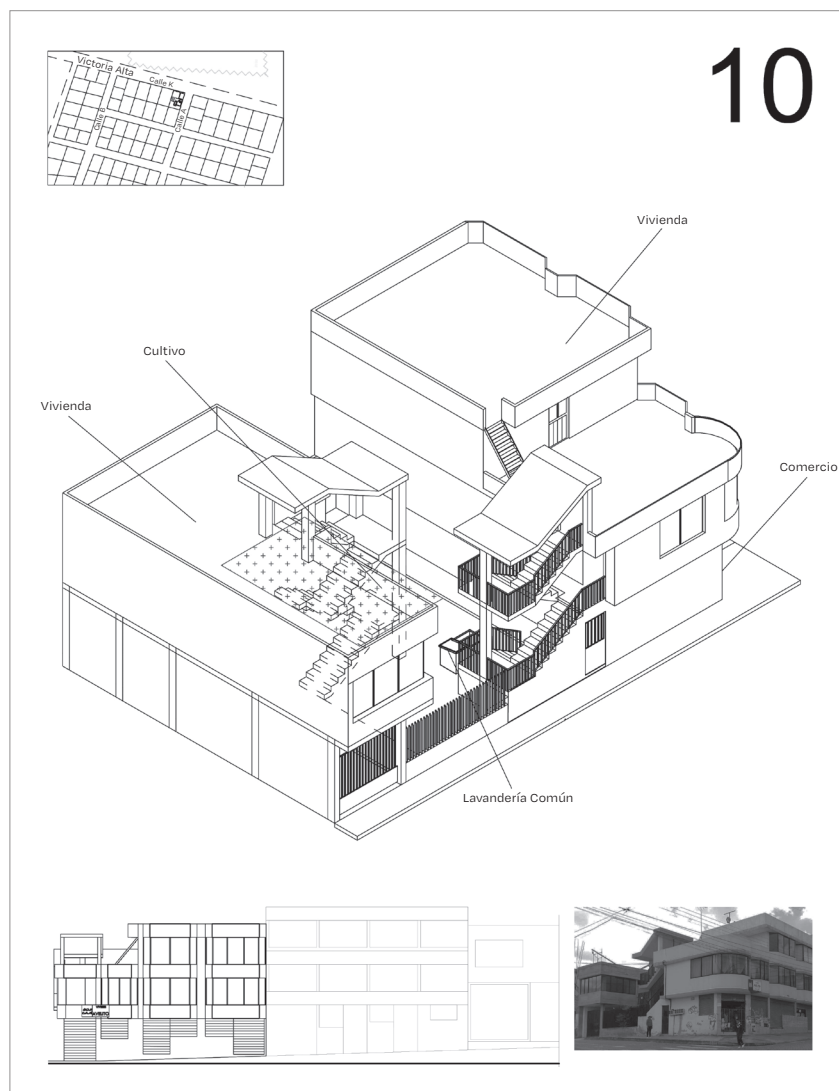 10
Victoria Alta
Calle K
Calle B
Calle A
Vivienda
Cultivo
Vivienda
Comercio
Lavandería Común